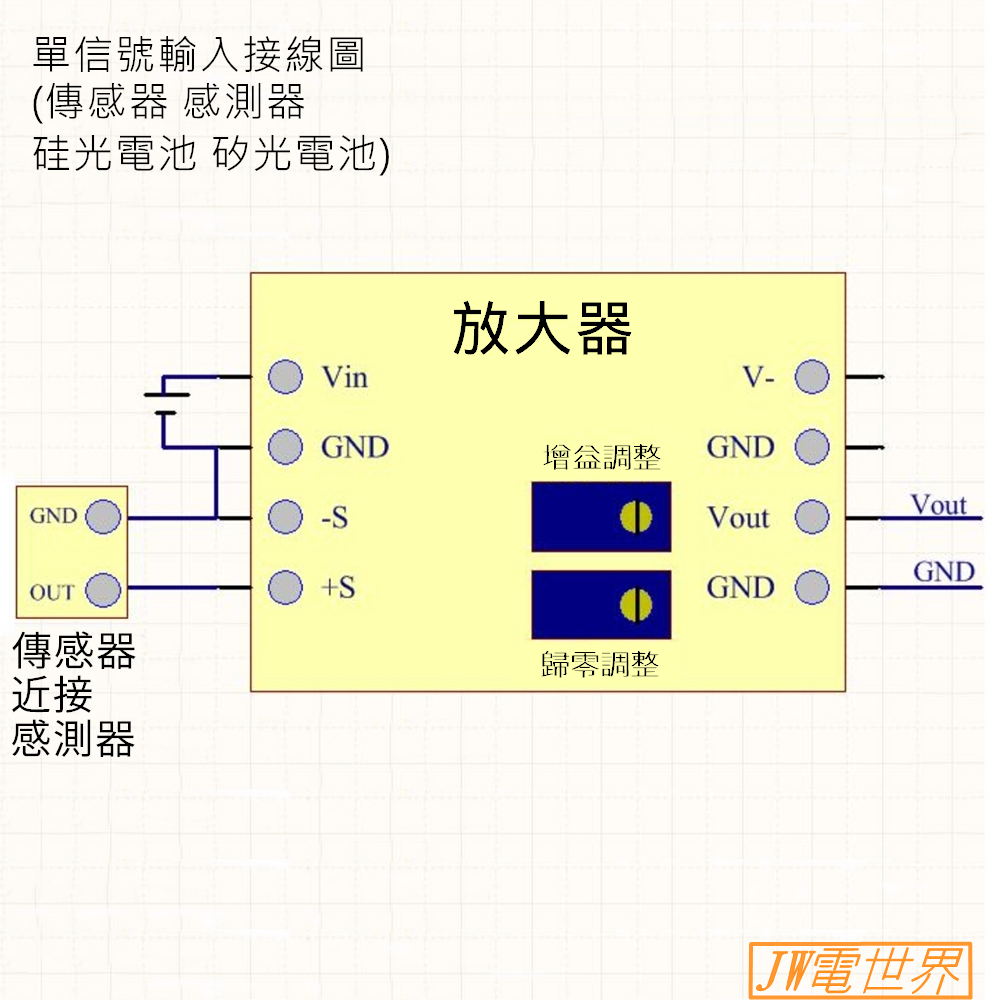 單信號輸入接線圖
(傳感器 感測器
硅光電池 矽光電池)
放大器
Vin
V-
GND
GND
增益調整
-S
Vout
Vout
+S
GND
GND
歸零調整
GND
OUT
傳感器
近接
感測器
JW電世界